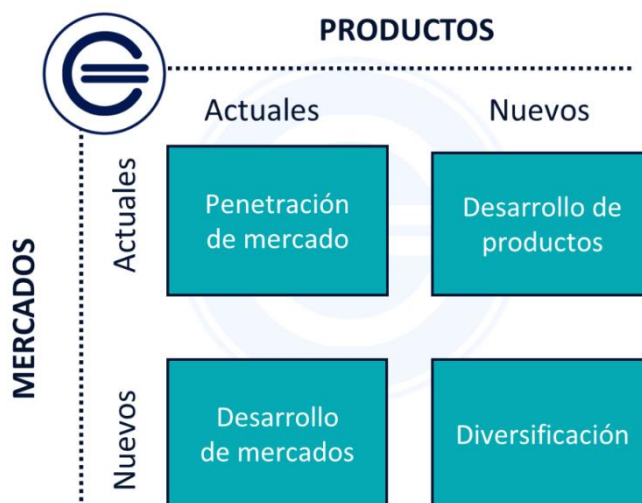 PRODUCTOS
Actuales
Nuevos
MERCADOS
Actuales
Penetración
de mercado
Desarrollo de
productos
Nuevos
Desarrollo
de mercados
Diversificación